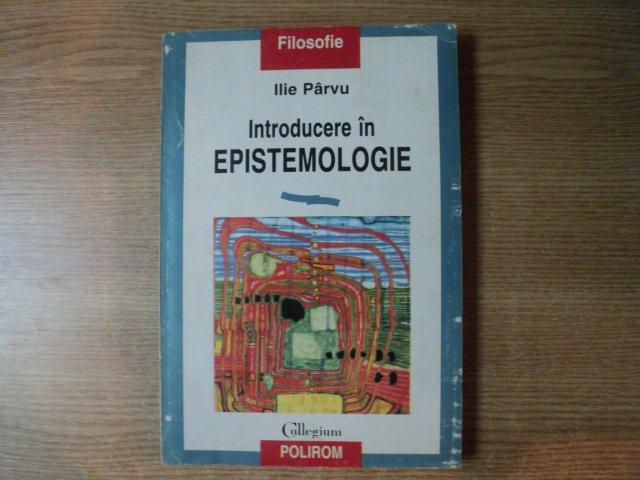 Filosofie
Ilie Pârvu
Introducere în
EPISTEMOLOGIE
Collegium
POLIROM